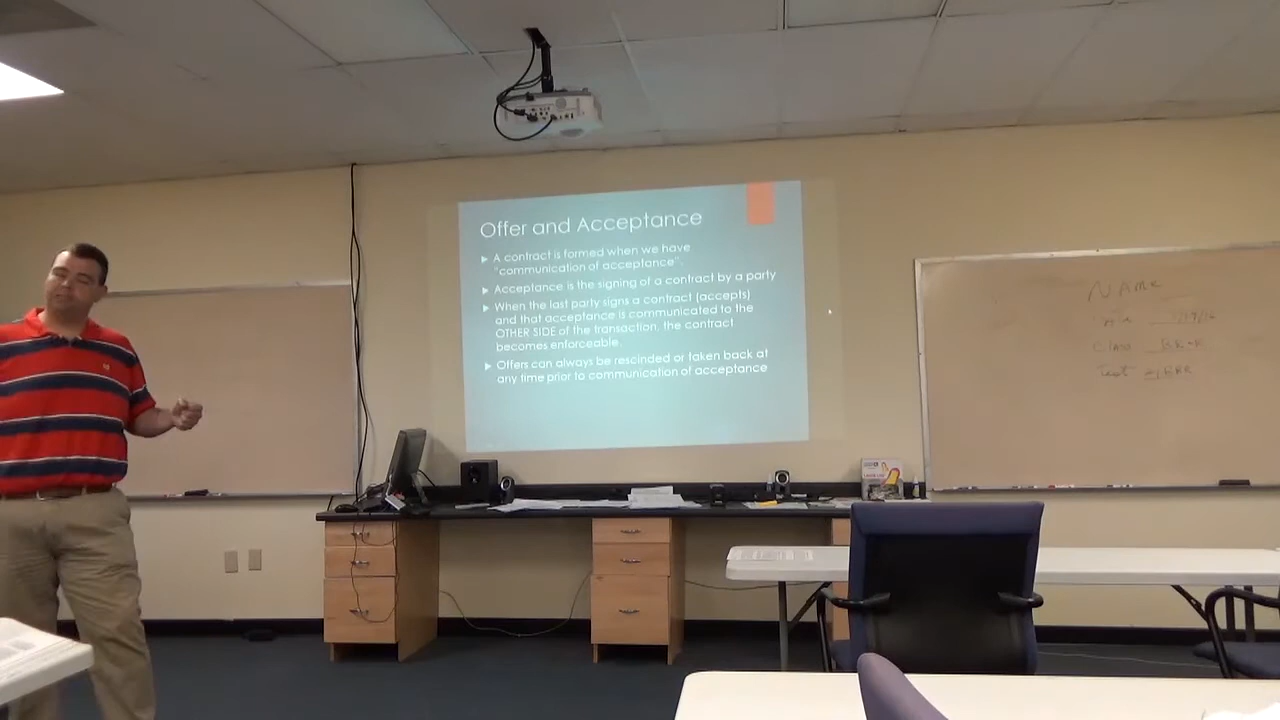 Offer and Acceptance
A contract is formed when we have
"communication of acceptance".
Acceptance is the signing of a contract by a party
When the last party signs a contract (accepts)
and that acceptance is communicated to the
OTHER SIDE of the transaction, the contract
becomes enforceable.
Offers can always be rescinded or taken back at
any time prior to communication of acceptance
NAME
Class
Test